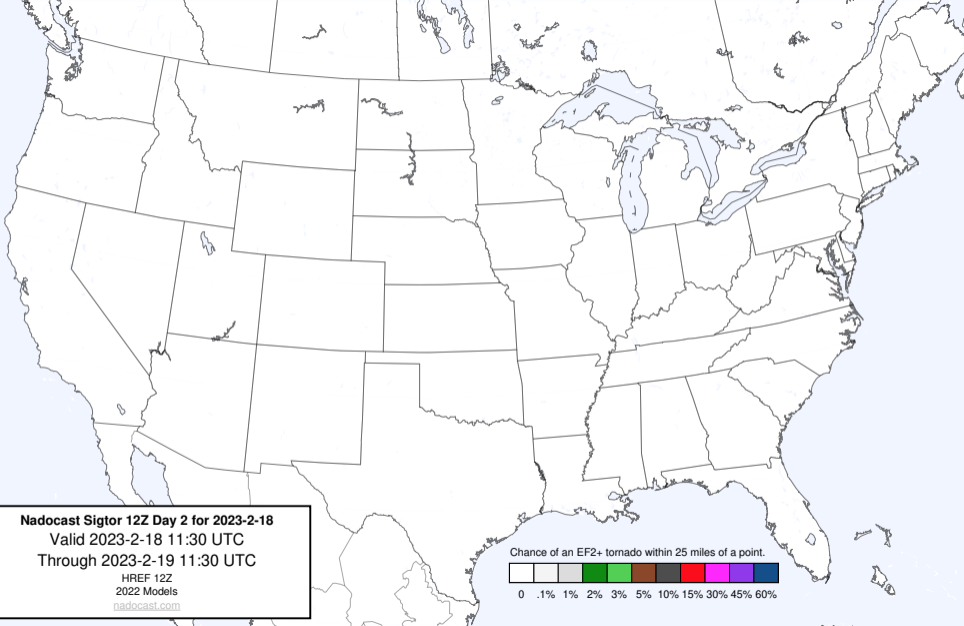 Nadocast Sigtor 12Z Day 2 for 2023-2-18
Valid 2023-2-18 11:30 UTC
Through 2023-2-19 11:30 UTC
HREF 12Z
2022 Models
nadocast.com
Chance of an EF2+ tornado within 25 miles of a point.
0 .1% 1% 2% 3% 5% 10% 15% 30% 45% 60%